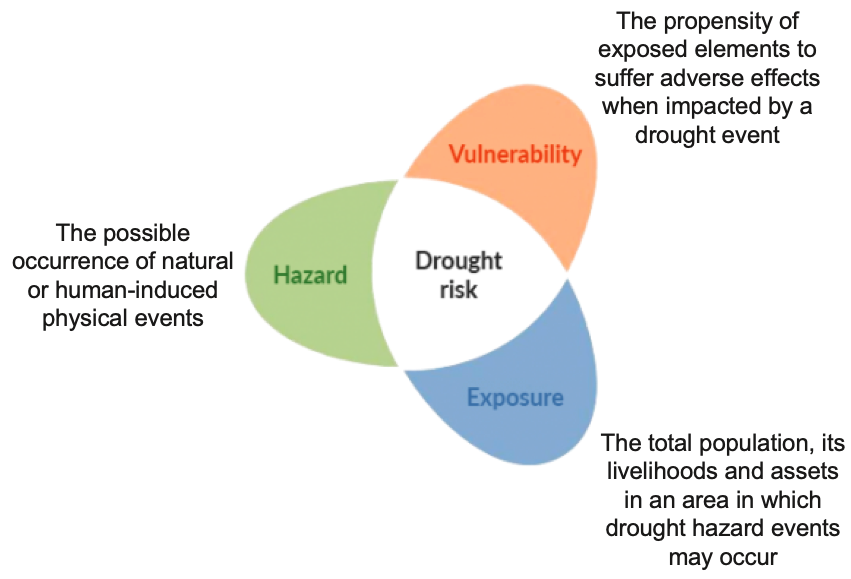 The propensity of
exposed elements to
suffer adverse effects
when impacted by a
drought event
Vulnerability
The possible
occurrence of natural
or human-induced
physical events
Hazard
Drought
risk
Exposure
The total population, its
livelihoods and assets
in an area in which
drought hazard events
may occur